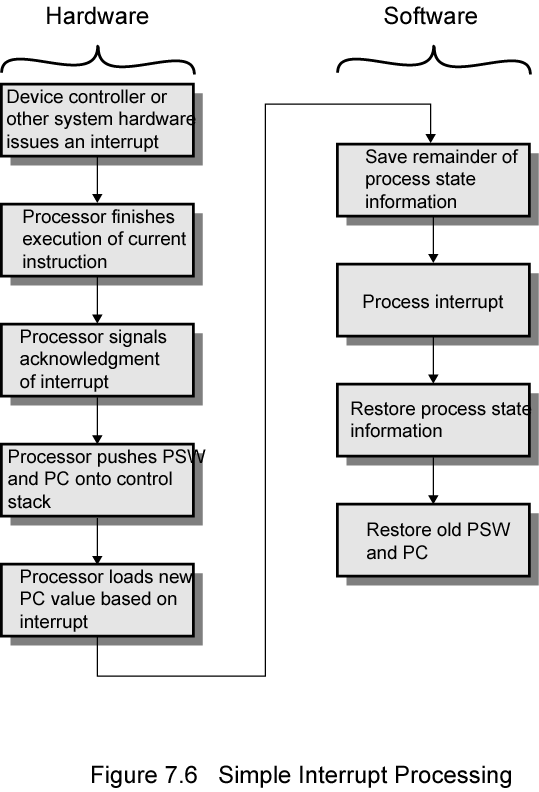 Hardware
Device controller or
other system hardware
issues an interrupt
Processor finishes
execution of current
instruction
Processor signals
acknowledgment
of interrupt
Processor pushes PSW
and PC onto control
stack
Processor loads new
PC value based on
interrupt
Software
Save remainder of
process state
information
Process interrupt
Restore process state
information
Restore old PSW
and PC
Figure 7.6 Simple Interrupt Processing